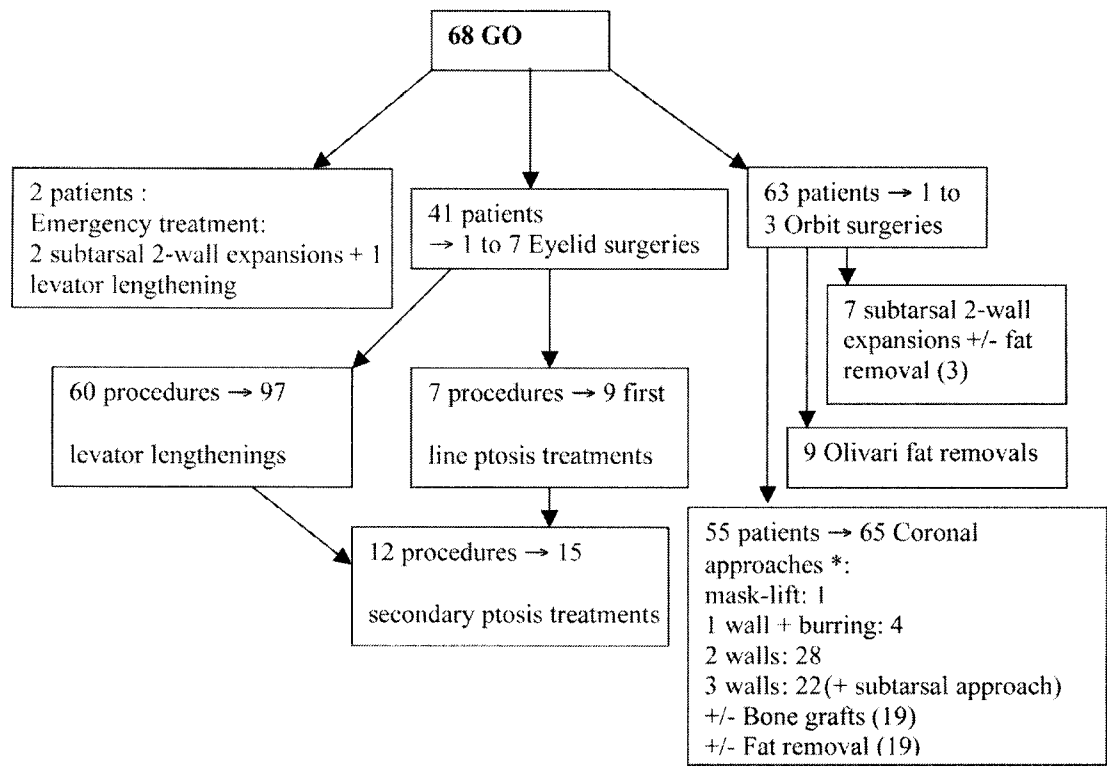 68 GO
2 patients :
Emergency treatment:
2 subtarsal 2-wall expansions + 1
levator lengthening
41 patients
→ 1 to 7 Eyelid surgeries
63 patients → 1 to
3 Orbit surgeries
7 subtarsal 2-wall
expansions +/- fat
removal (3)
60 procedures → 97
levator lengthenings
7 procedures → 9 first
line ptosis treatments
9 Olivari fat removals
12 procedures → 15
secondary ptosis treatments
55 patients → 65 Coronal
approaches *:
mask-lift: 1
1 wall + burring: 4
2 walls: 28
3 walls: 22(+ subtarsal approach)
+/- Bone grafts (19)
+/- Fat removal (19)